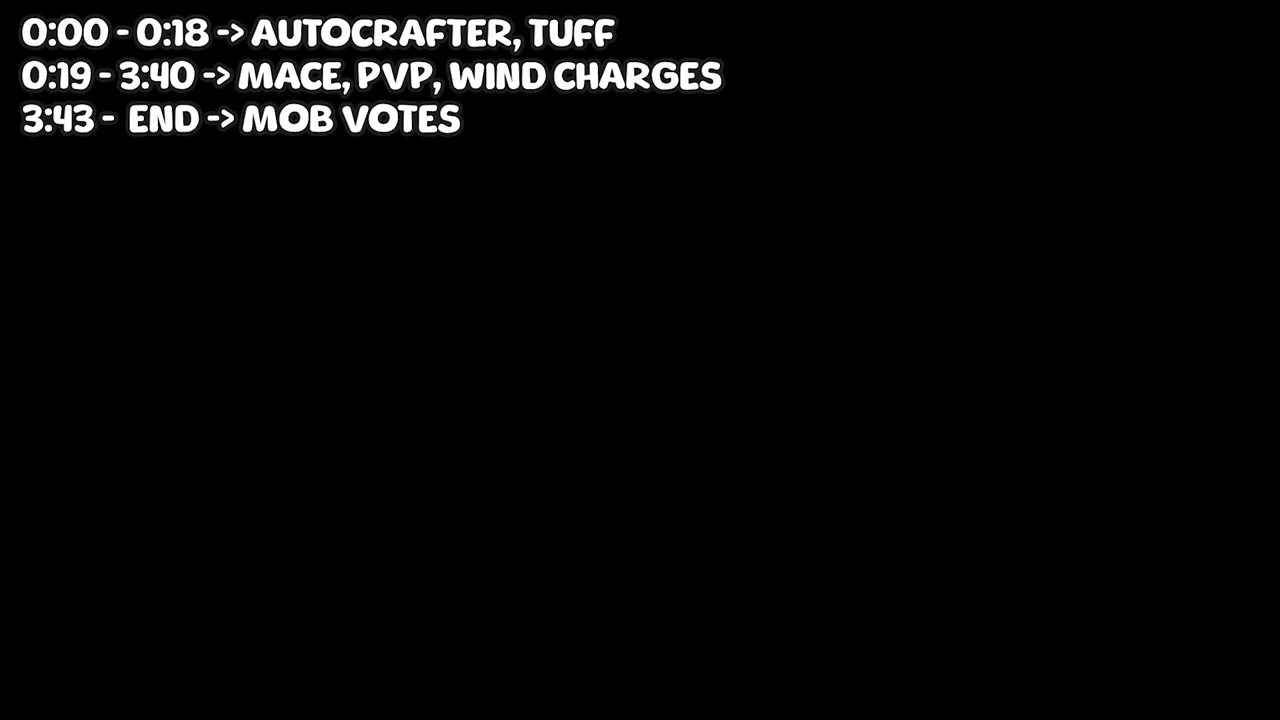 0:00 - 0:18 -> AUTOCRAFTER, TUFF
0:19 - 3:40 -> MACE, PVP, WIND CHARGES
3:43 - END -> MOB VOTES